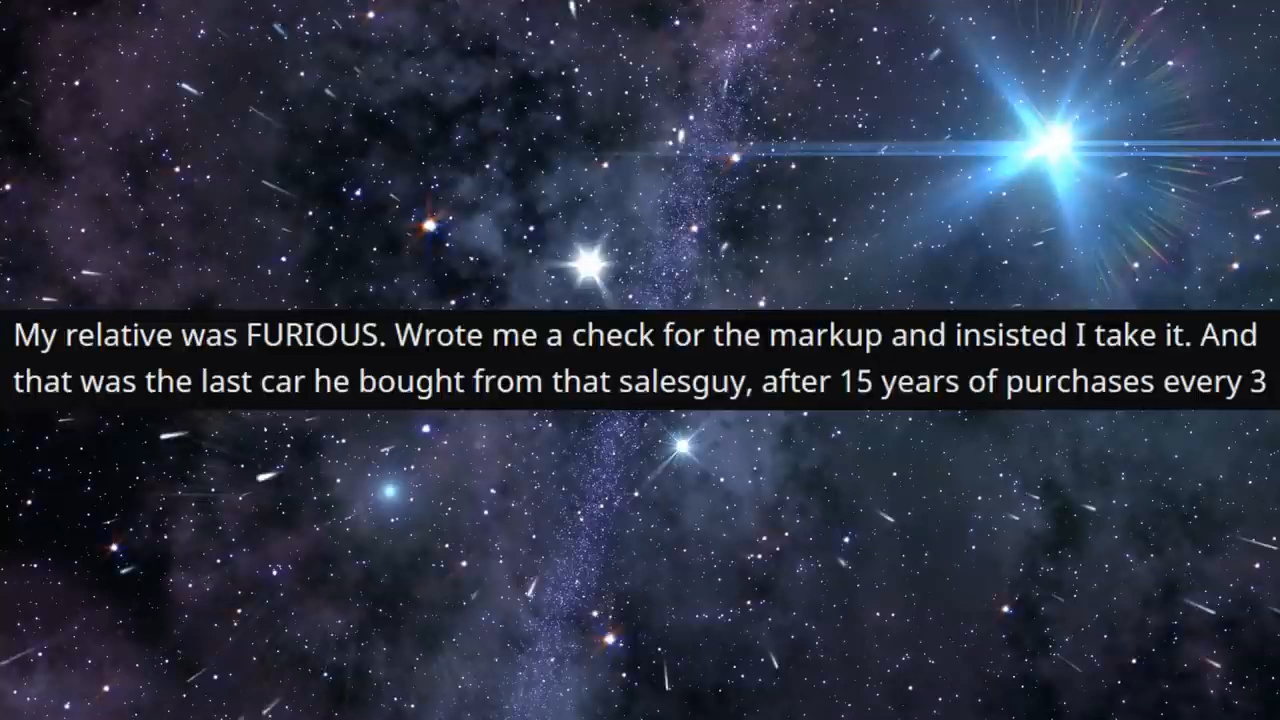 My relative was FURIOUS. Wrote me a check for the markup and insisted I take it. And
that was the last car he bought from that salesguy, after 15 years of purchases every 3